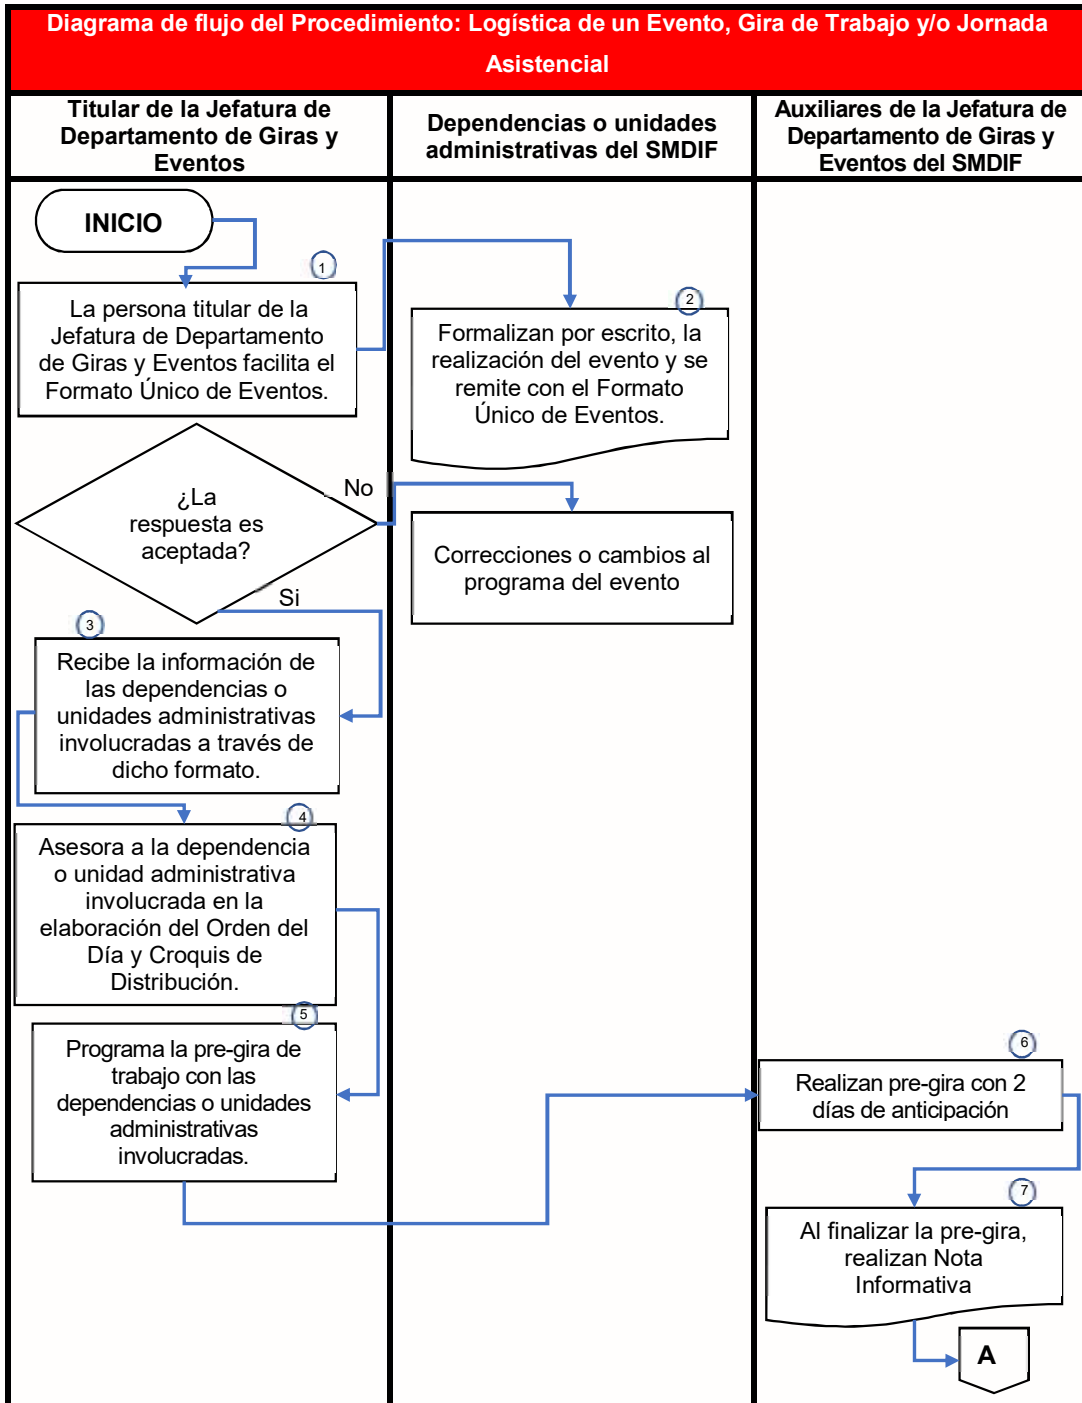 Diagrama de flujo del Procedimiento: Logística de un Evento, Gira de Trabajo y/o Jornada
Asistencial
Titular de la Jefatura de
Departamento de Giras y
Eventos
Dependencias o unidades
administrativas del SMDIF
Auxiliares de la Jefatura de
Departamento de Giras y
Eventos del SMDIF
INICIO
1
La persona titular de la
Jefatura de Departamento
de Giras y Eventos facilita el
Formato Único de Eventos.
2
Formalizan por escrito, la
realización del evento y se
remite con el Formato
Único de Eventos.
¿La
respuesta es
aceptada?
No
Correcciones o cambios al
programa del evento
Si
3
Recibe la información de
las dependencias o
unidades administrativas
involucradas a través de
dicho formato.
4
Asesora a la dependencia
o unidad administrativa
involucrada en la
elaboración del Orden del
Día y Croquis de
Distribución.
5
Programa la pre-gira de
trabajo con las
dependencias o unidades
administrativas
involucradas.
6
Realizan pre-gira con 2
días de anticipación
7
Al finalizar la pre-gira,
realizan Nota
Informativa
A